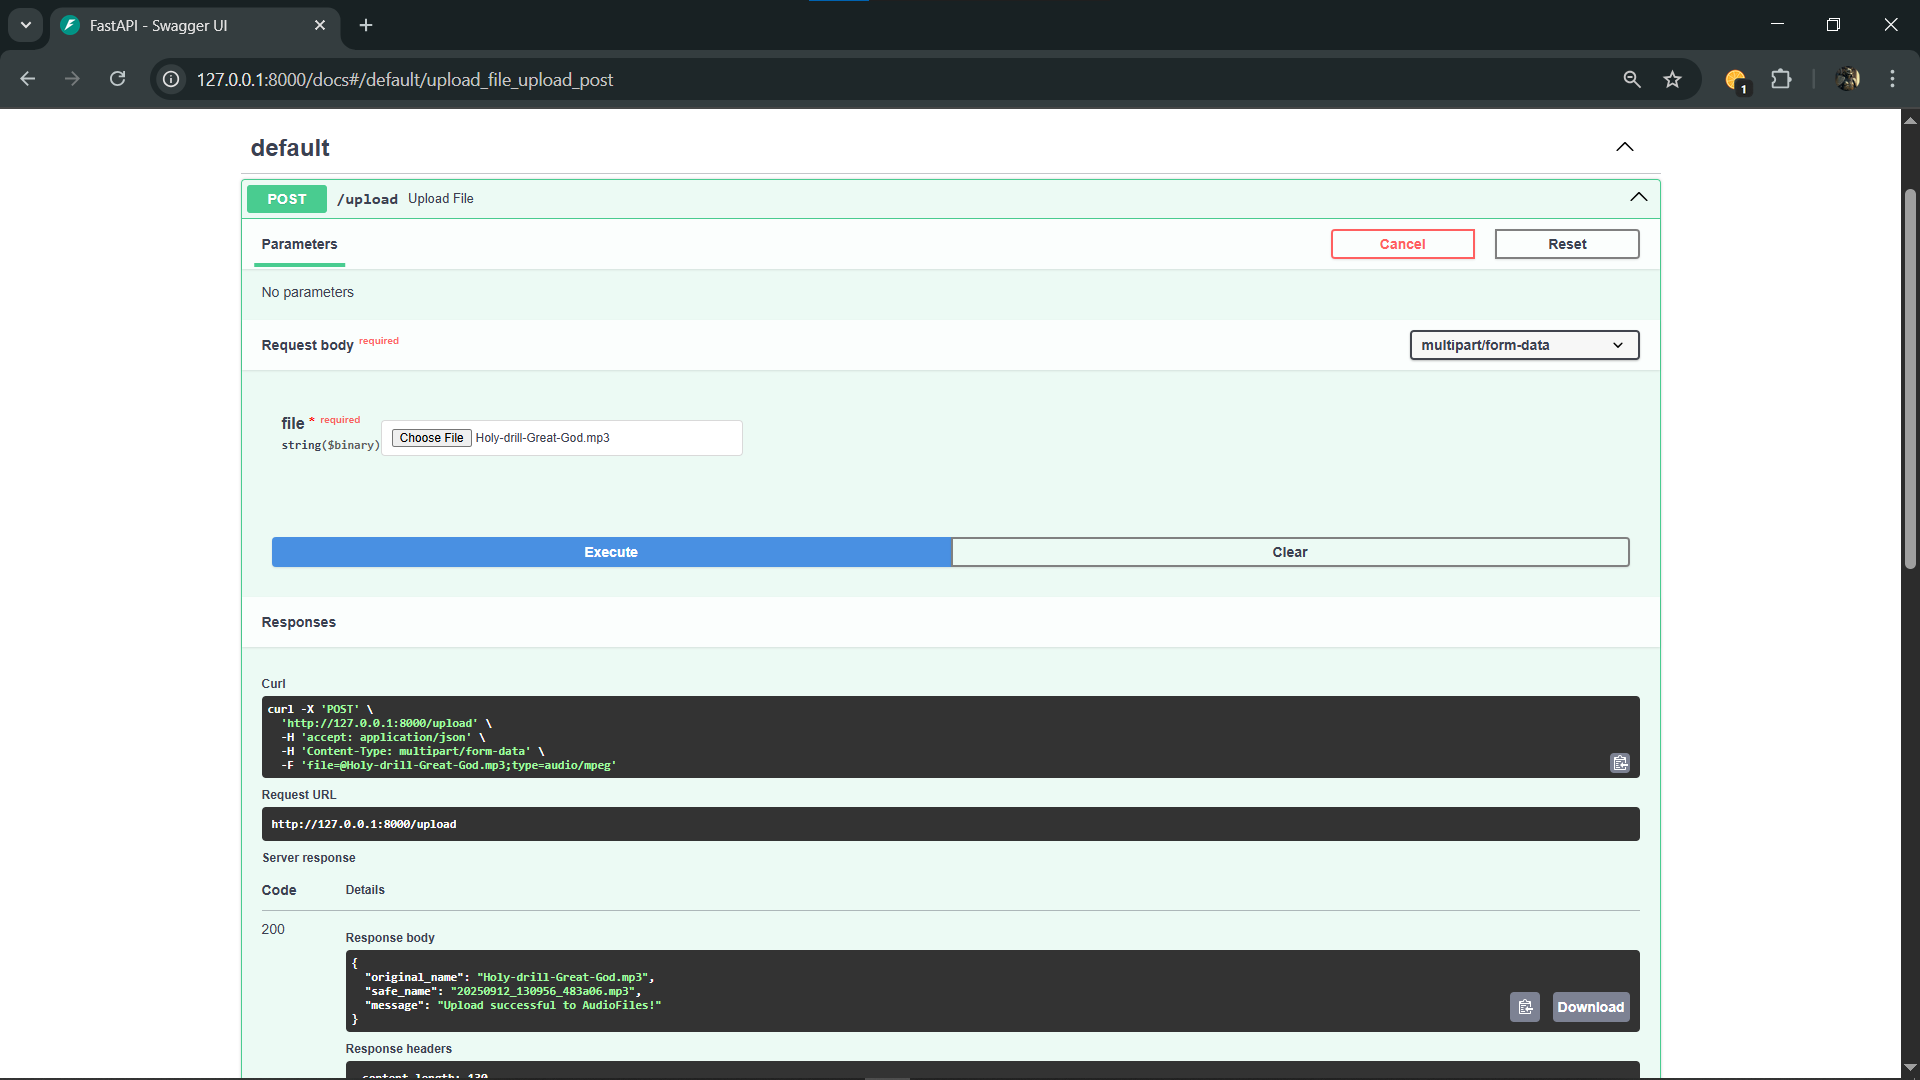 FastAPI - Swagger UI
127.0.0.1:8000/docs#/default/upload_file_upload_post
1
default
POST /upload Upload File
Parameters
Cancel
Reset
No parameters
Request body required
multipart/form-data
file * required
string($binary)
Choose File Holy-drill-Great-God.mp3
Execute
Clear
Responses
Curl
curl -X 'POST' \
'http://127.0.0.1:8000/upload' \
-H 'accept: application/json' \
-H 'Content-Type: multipart/form-data' \
-F 'file=@Holy-drill-Great-God.mp3;type=audio/mpeg'
Request URL
http://127.0.0.1:8000/upload
Server response
Code Details
200
Response body
{
"original_name": "Holy-drill-Great-God.mp3",
"safe_name": "20250912_130956_483a06.mp3",
"message": "Upload successful to AudioFiles!"
}
Download
Response headers
content-length: 130